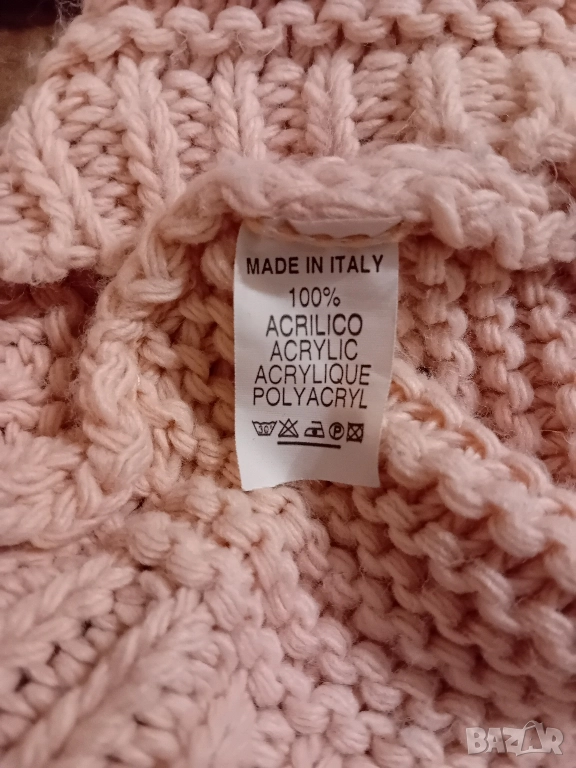 MADE IN ITALY
100%
ACRILICO
ACRYLIC
ACRYLIQUE
POLYACRYL
30
P
BAZAR